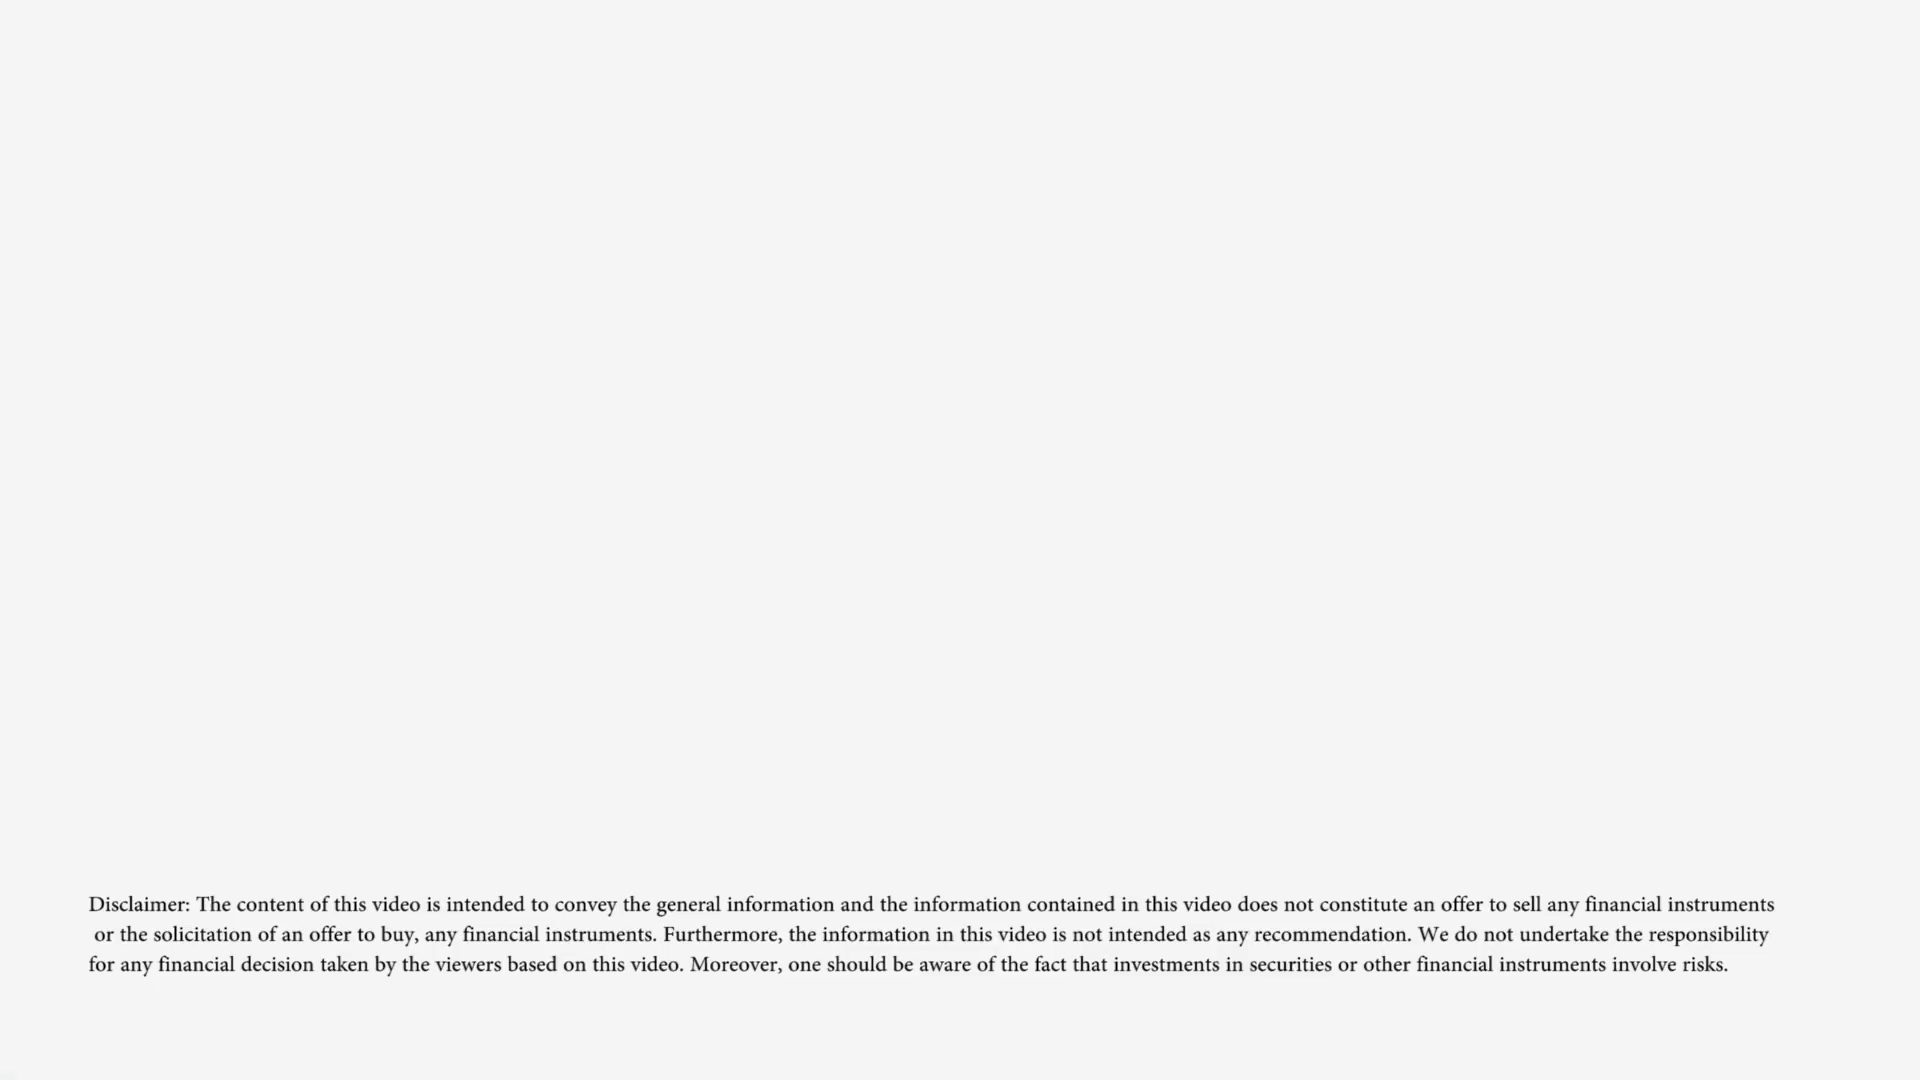 Disclaimer: The content of this video is intended to convey the general information and the information contained in this video does not constitute an offer to sell any financial instruments
or the solicitation of an offer to buy, any financial instruments. Furthermore, the information in this video is not intended as any recommendation. We do not undertake the responsibility
for any financial decision taken by the viewers based on this video. Moreover, one should be aware of the fact that investments in securities or other financial instruments involve risks.